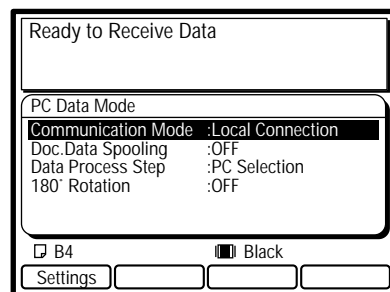 Ready to Receive Data
PC Data Mode
Communication Mode :Local Connection
Doc.Data Spooling :OFF
Data Process Step :PC Selection
180˚ Rotation :OFF
B4 Black
Settings